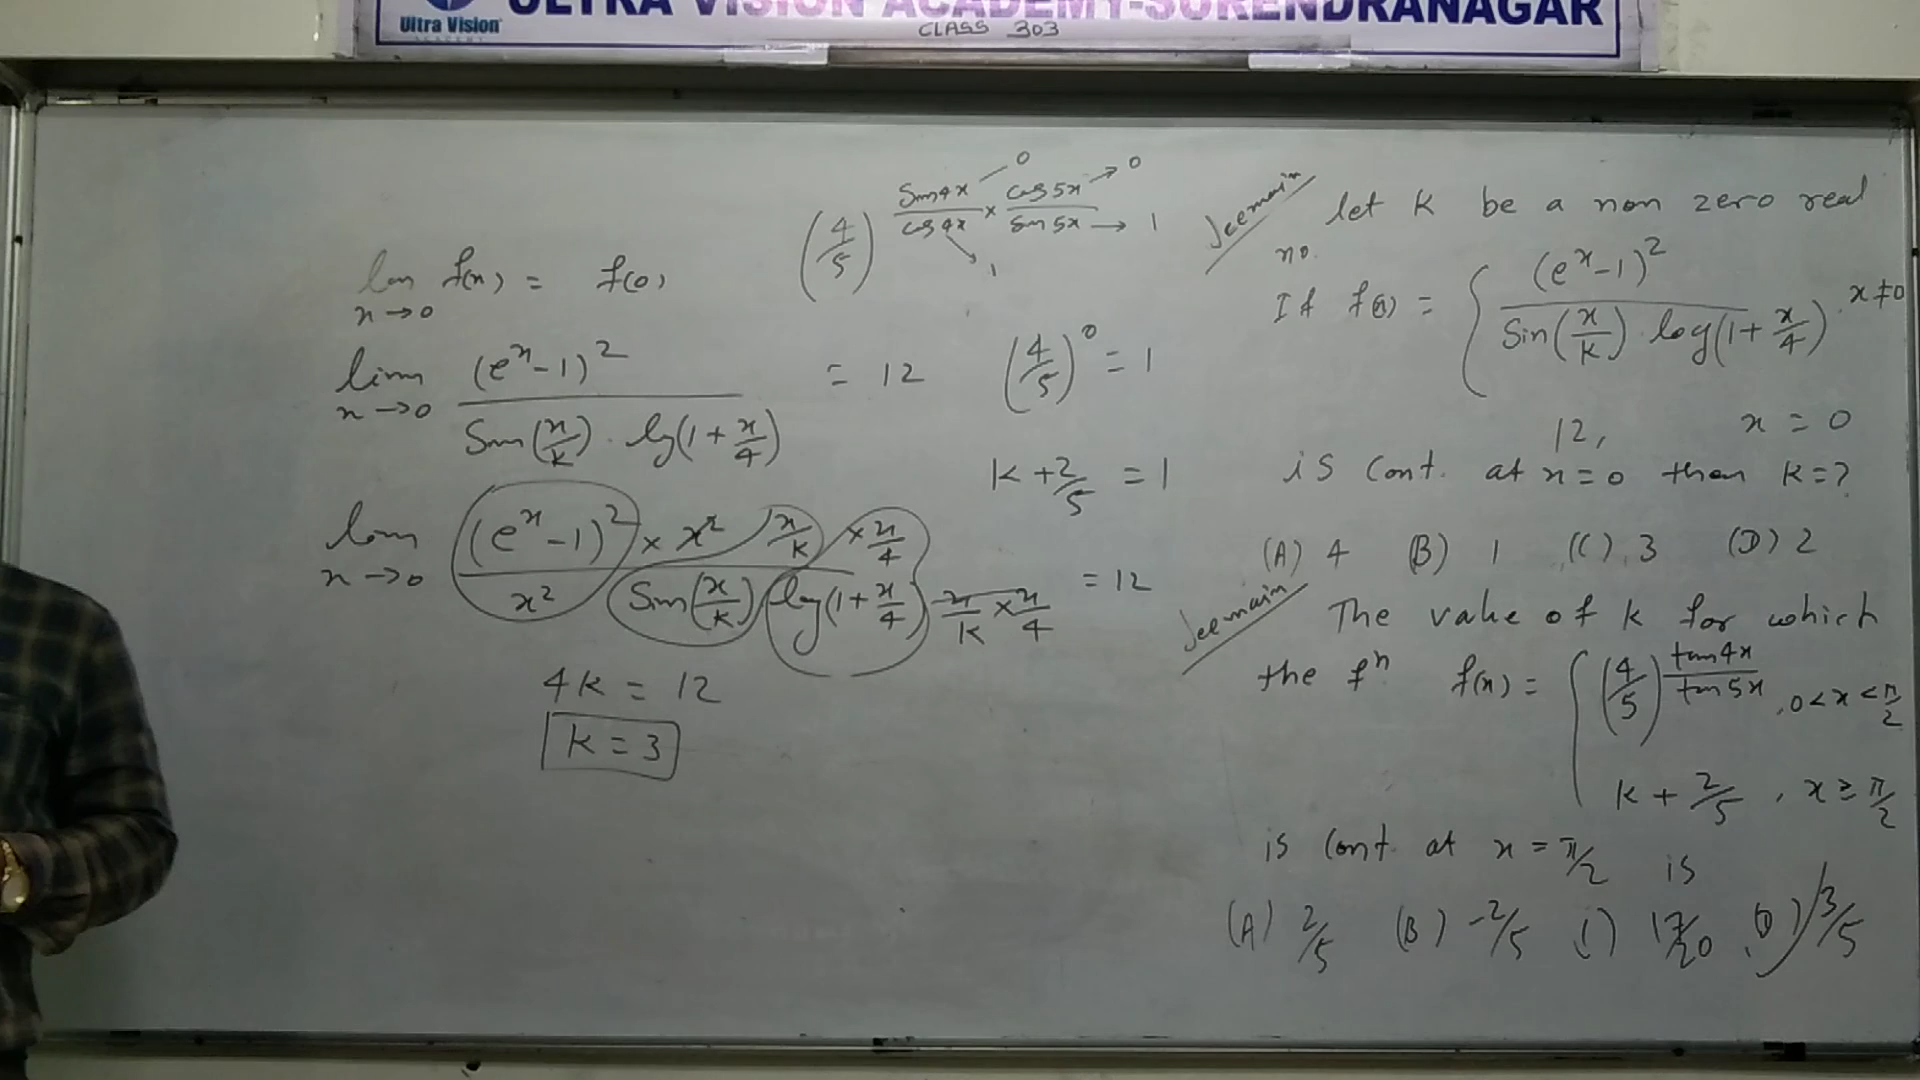 ULTRA VISION ACADEMY-SURENDRANAGAR
Ultra Vision
CLASS 303
lim x→0 f(x) = f(0)
lim x→0 (e^x-1)^2 / Sin(x/k) · log(1+x/4) = 12
lim x→0 (e^x-1)^2 / x^2 × x^2 x/k × x/4 / Sin(x/k) log(1+x/4) x/k × x/4 = 12
4k = 12
k = 3
(4/5) sin4x/cos4x × cos5x/sin5x → 0 → 0 → 1 → 1
(4/5)^0 = 1
k + 2/5 = 1
Jeemain
let K be a non zero real
no.
If f(x) = { (e^x-1)^2 / Sin(x/k) · log(1+x/4) , x≠0
12, x = 0
is Cont. at x=0 then k=?
(A) 4 (B) 1 (C) 3 (D) 2
Jeemain
The value of k for which
the f^n f(x) = { (4/5)^(tan4x/tan5x) , 0<x<π/2
k + 2/5 , x ≥ π/2
is Cont. at x = π/2 is
(A) 2/5 (B) -2/5 (C) 17/20 (D) 3/5